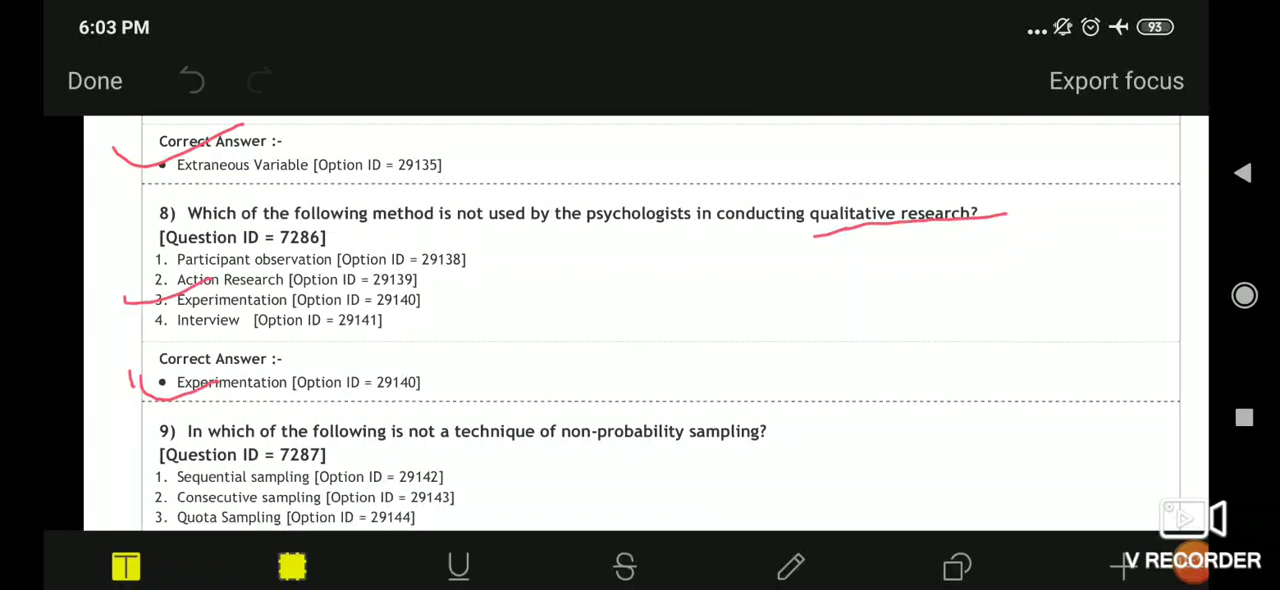 6:03 PM
93
Done
Export focus
Correct Answer :-
• Extraneous Variable [Option ID = 29135]
8) Which of the following method is not used by the psychologists in conducting qualitative research?
[Question ID = 7286]
1. Participant observation [Option ID = 29138]
2. Action Research [Option ID = 29139]
3. Experimentation [Option ID = 29140]
4. Interview [Option ID = 29141]
Correct Answer :-
• Experimentation [Option ID = 29140]
9) In which of the following is not a technique of non-probability sampling?
[Question ID = 7287]
1. Sequential sampling [Option ID = 29142]
2. Consecutive sampling [Option ID = 29143]
3. Quota Sampling [Option ID = 29144]
T
U
S
V RECORDER